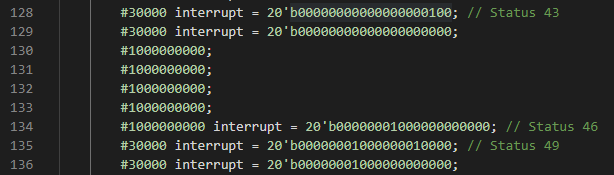 128 #30000 interrupt = 20'b00000000000000000100; // Status 43
129 #30000 interrupt = 20'b00000000000000000000;
130 #1000000000;
131 #1000000000;
132 #1000000000;
133 #1000000000;
134 #1000000000 interrupt = 20'b00000001000000000000; // Status 46
135 #30000 interrupt = 20'b00000001000000010000; // Status 49
136 #30000 interrupt = 20'b00000001000000000000;